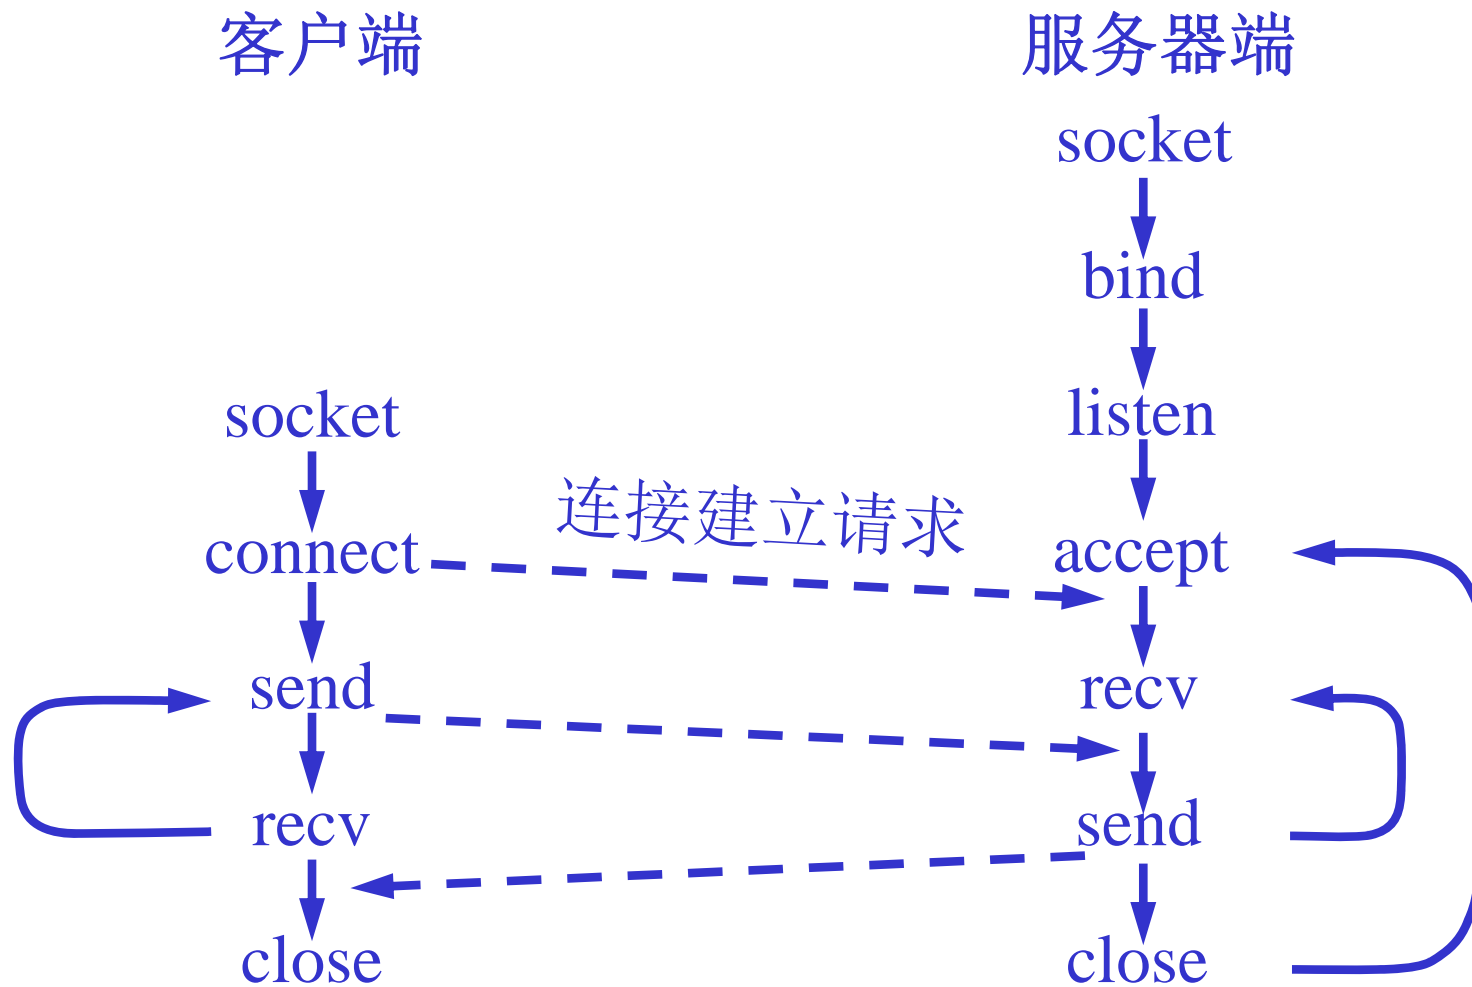 客户端
服务器端
socket
bind
listen
socket
连接建立请求
connect
accept
send
recv
recv
send
close
close